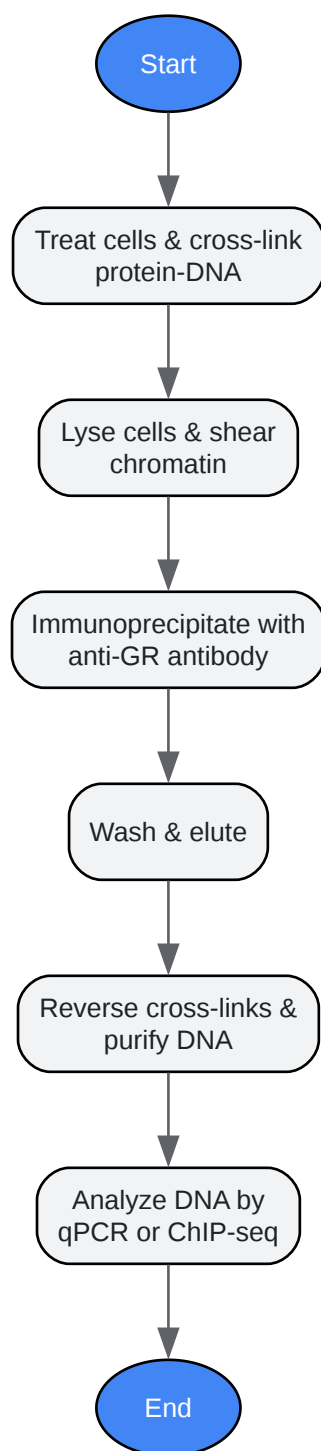 Start
Treat cells & cross-link
protein-DNA
Lyse cells & shear
chromatin
Immunoprecipitate with
anti-GR antibody
Wash & elute
Reverse cross-links &
purify DNA
Analyze DNA by
qPCR or ChIP-seq
End